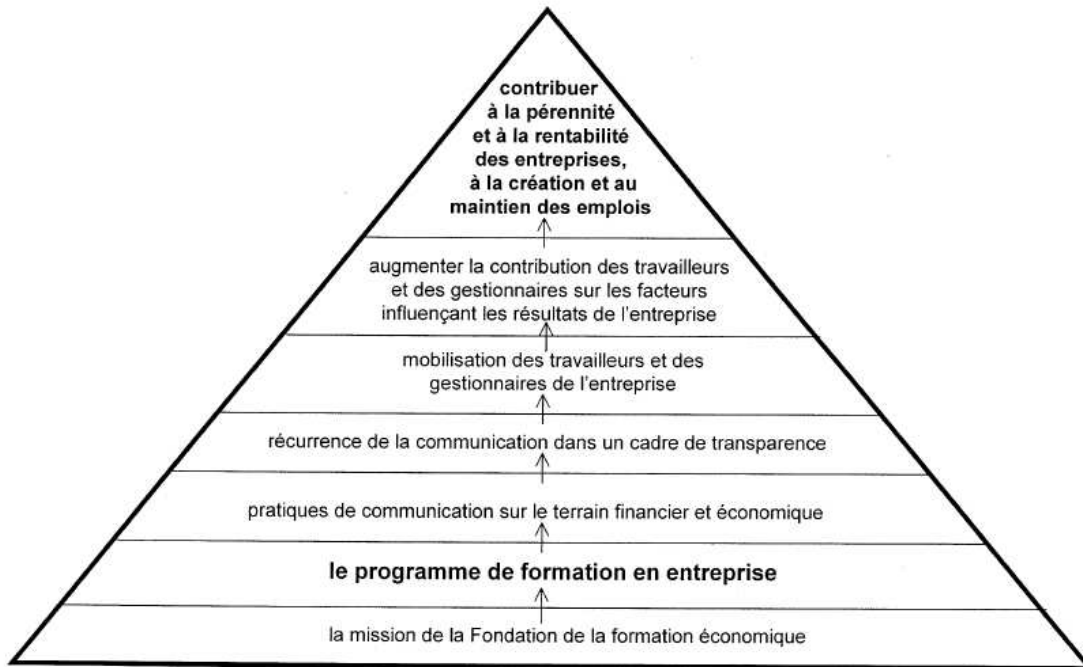 contribuer
à la pérennité
et à la rentabilité
des entreprises,
à la création et au
maintien des emplois
augmenter la contribution des travailleurs
et des gestionnaires sur les facteurs
influençant les résultats de l'entreprise
mobilisation des travailleurs et des
gestionnaires de l'entreprise
récurrence de la communication dans un cadre de transparence
pratiques de communication sur le terrain financier et économique
le programme de formation en entreprise
la mission de la Fondation de la formation économique